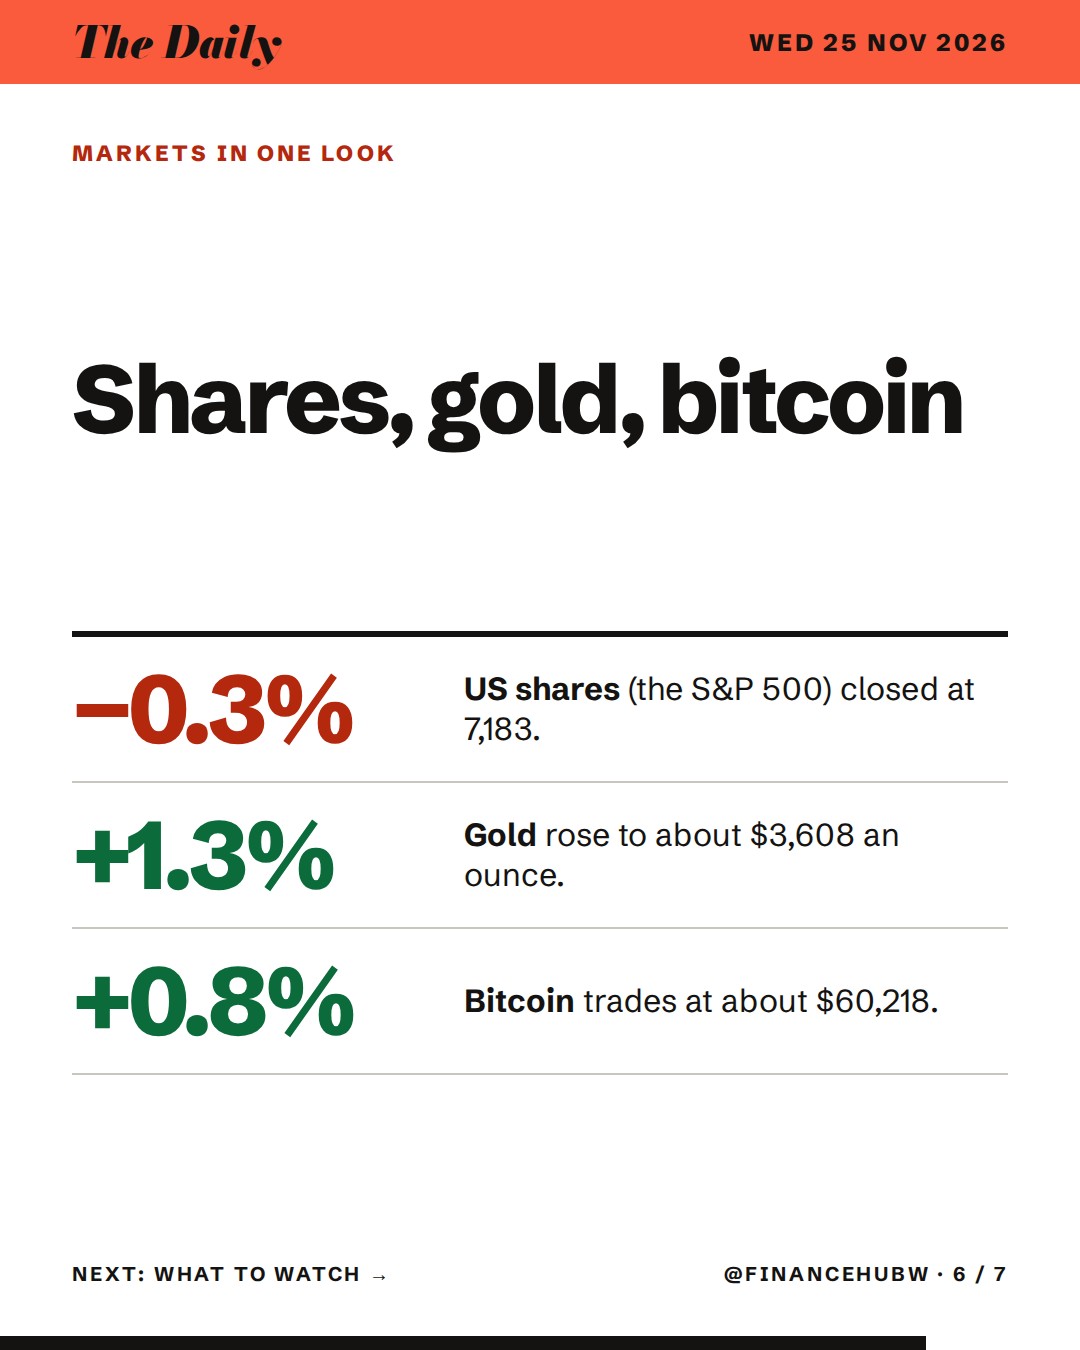 The Daily
WED 25 NOV 2026
MARKETS IN ONE LOOK
Shares, gold, bitcoin
−0.3%
US shares (the S&P 500) closed at
7,183.
+1.3%
Gold rose to about $3,608 an
ounce.
+0.8%
Bitcoin trades at about $60,218.
NEXT: WHAT TO WATCH →
@FINANCEHUBW · 6 / 7